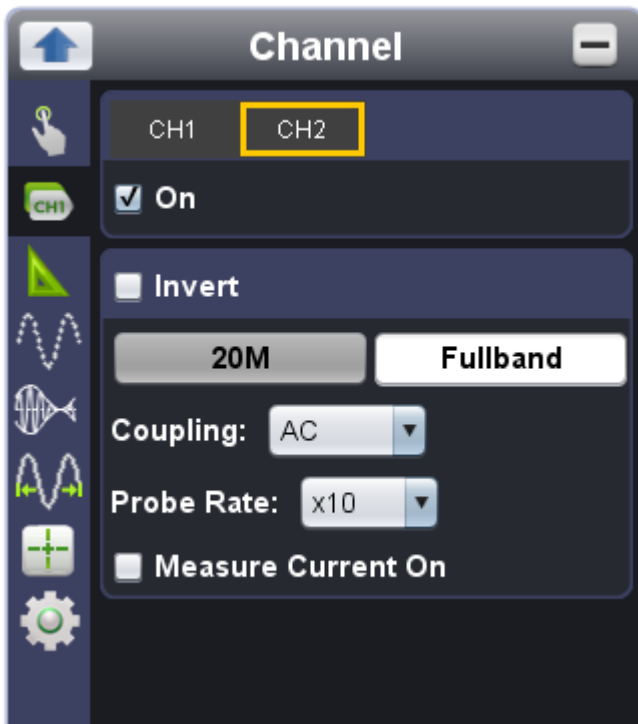 Channel
CH1 CH2
CH1
On
Invert
20M Fullband
Coupling: AC
Probe Rate: x10
Measure Current On